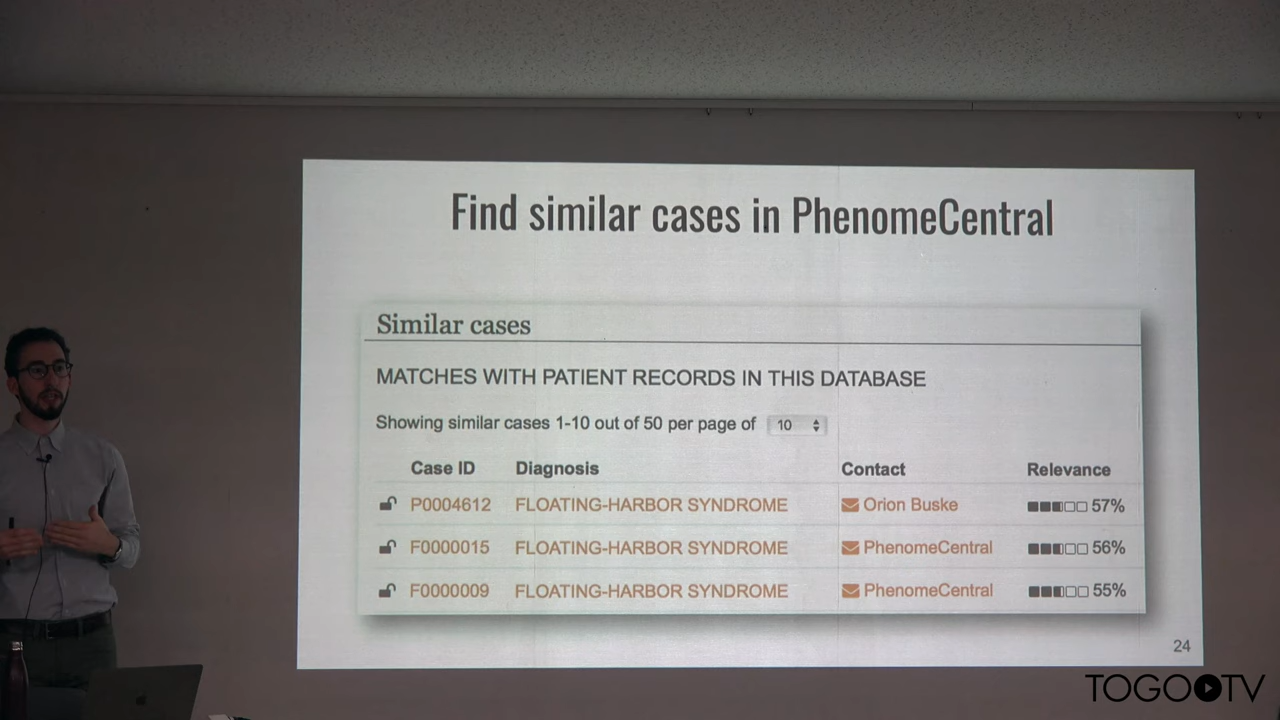 Find similar cases in PhenomeCentral
Similar cases
MATCHES WITH PATIENT RECORDS IN THIS DATABASE
Showing similar cases 1-10 out of 50 per page of 10
Case ID Diagnosis Contact Relevance
P0004612 FLOATING-HARBOR SYNDROME Orion Buske 57%
F0000015 FLOATING-HARBOR SYNDROME PhenomeCentral 56%
F0000009 FLOATING-HARBOR SYNDROME PhenomeCentral 55%
24
TOGOTV